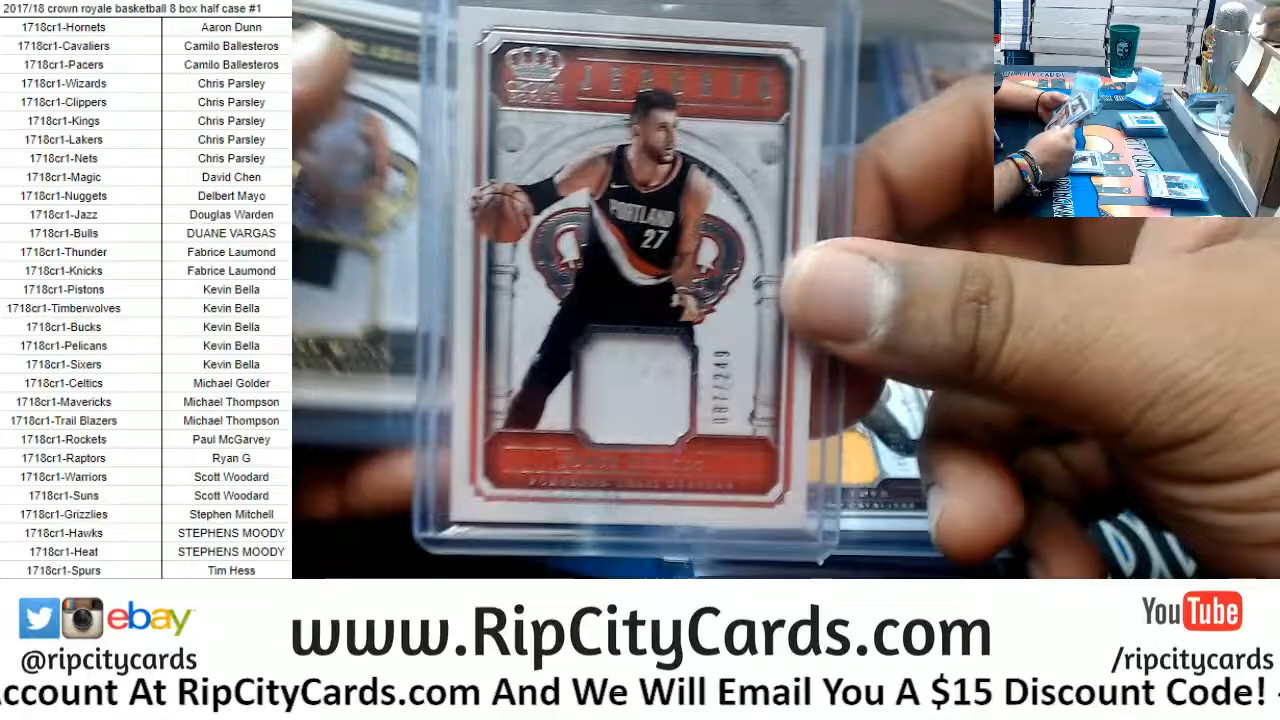 2017/18 crown royale basketball 8 box half case #1
1718cr1-Hornets Aaron Dunn
1718cr1-Cavaliers Camilo Ballesteros
1718cr1-Pacers Camilo Ballesteros
1718cr1-Wizards Chris Parsley
1718cr1-Clippers Chris Parsley
1718cr1-Kings Chris Parsley
1718cr1-Lakers Chris Parsley
1718cr1-Nets Chris Parsley
1718cr1-Magic David Chen
1718cr1-Nuggets Delbert Mayo
1718cr1-Jazz Douglas Warden
1718cr1-Bulls DUANE VARGAS
1718cr1-Thunder Fabrice Laumond
1718cr1-Knicks Fabrice Laumond
1718cr1-Pistons Kevin Bella
1718cr1-Timberwolves Kevin Bella
1718cr1-Bucks Kevin Bella
1718cr1-Pelicans Kevin Bella
1718cr1-Sixers Kevin Bella
1718cr1-Celtics Michael Golder
1718cr1-Mavericks Michael Thompson
1718cr1-Trail Blazers Michael Thompson
1718cr1-Rockets Paul McGarvey
1718cr1-Raptors Ryan G
1718cr1-Warriors Scott Woodard
1718cr1-Suns Scott Woodard
1718cr1-Grizzlies Stephen Mitchell
1718cr1-Hawks STEPHENS MOODY
1718cr1-Heat STEPHENS MOODY
1718cr1-Spurs Tim Hess
CROWN
ROYALE
PORTLAND
27
087/249
ebay
@ripcitycards
www.RipCityCards.com
YouTube
/ripcitycards
Account At RipCityCards.com And We Will Email You A $15 Discount Code! -